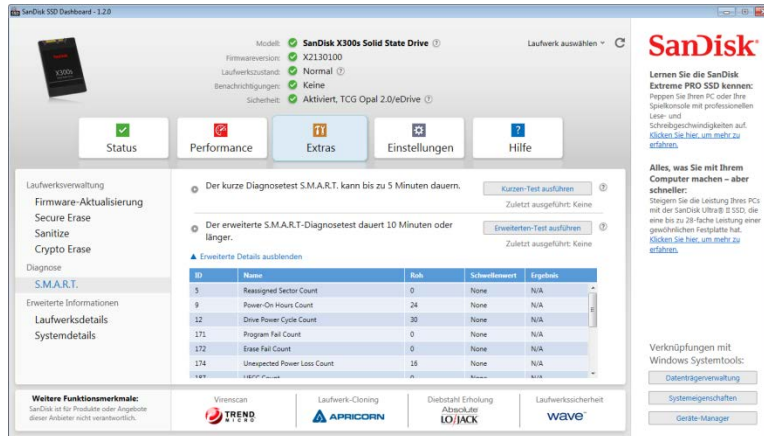 SanDisk SSD Dashboard - 1.2.0
Modell: SanDisk X300s Solid State Drive
Laufwerk auswählen
Firmwareversion: X2130100
Laufwerkszustand: Normal
Benachrichtigungen: Keine
Sicherheit: Aktiviert, TCG Opal 2.0/eDrive
X300s
Status
Performance
Extras
Einstellungen
Hilfe
Laufwerksverwaltung
Firmware-Aktualisierung
Secure Erase
Sanitize
Crypto Erase
Diagnose
S.M.A.R.T.
Erweiterte Informationen
Laufwerksdetails
Systemdetails
Der kurze Diagnosetest S.M.A.R.T. kann bis zu 5 Minuten dauern.
Kurzen-Test ausführen
Zuletzt ausgeführt: Keine
Der erweiterte S.M.A.R.T-Diagnosetest dauert 10 Minuten oder
länger.
Erweiterten-Test ausführen
Zuletzt ausgeführt: Keine
Erweiterte Details ausblenden
ID Name Roh Schwellenwert Ergebnis
5 Reassigned Sector Count 0 None N/A
9 Power-On Hours Count 24 None N/A
12 Drive Power Cycle Count 30 None N/A
171 Program Fail Count 0 None N/A
172 Erase Fail Count 0 None N/A
174 Unexpected Power Loss Count 16 None N/A
SanDisk
Lernen Sie die SanDisk
Extreme PRO SSD kennen:
Peppen Sie Ihren PC oder Ihre
Spielkonsole mit professionellen
Lese- und
Schreibgeschwindigkeiten auf.
Klicken Sie hier, um mehr zu
erfahren.
Alles, was Sie mit Ihrem
Computer machen – aber
schneller:
Steigern Sie die Leistung Ihres PCs
mit der SanDisk Ultra® II SSD, die
eine bis zu 28-fache Leistung einer
gewöhnlichen Festplatte hat.
Klicken Sie hier, um mehr zu
erfahren.
Verknüpfungen mit
Windows Systemtools:
Datenträgerverwaltung
Systemeigenschaften
Geräte-Manager
Weitere Funktionsmerkmale:
SanDisk ist für Produkte oder Angebote
dieser Anbieter nicht verantwortlich.
Virenscan
TREND MICRO
Laufwerk-Cloning
APRICORN
Diebstahl Erholung
Absolute
LO/JACK
Laufwerkssicherheit
wave